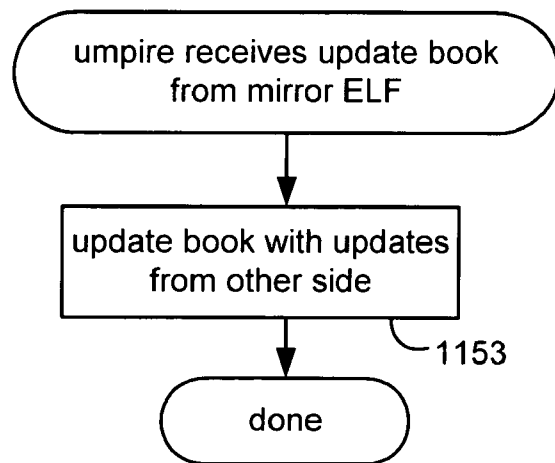 umpire receives update book
from mirror ELF
update book with updates
from other side
1153
done